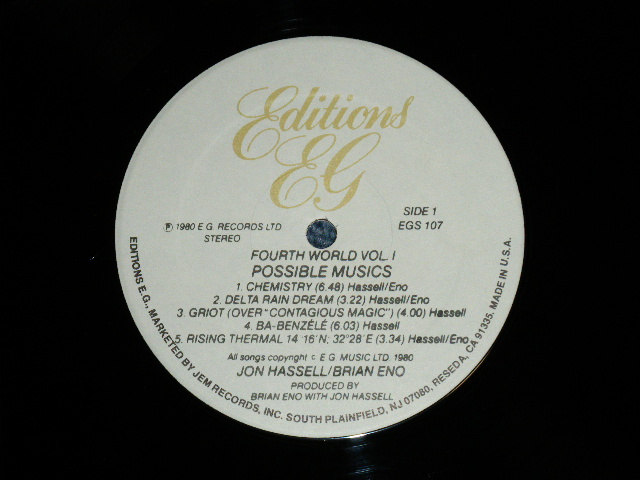 Editions
EG
SIDE 1
EGS 107
℗ 1980 E.G. RECORDS LTD
STEREO
FOURTH WORLD VOL. I
POSSIBLE MUSICS
1. CHEMISTRY (6.48) Hassell/Eno
2. DELTA RAIN DREAM (3.22) Hassell/Eno
3. GRIOT (OVER "CONTAGIOUS MAGIC") (4.00) Hassell
4. BA-BENZÉLÉ (6.03) Hassell
5. RISING THERMAL 14°16'N; 32°28'E (3.34) Hassell/Eno
All songs copyright © E G MUSIC LTD 1980
JON HASSELL/BRIAN ENO
PRODUCED BY
BRIAN ENO WITH JON HASSELL
EDITIONS E.G., MARKETED BY JEM RECORDS, INC. SOUTH PLAINFIELD, NJ 07080, RESEDA, CA 91335. MADE IN U.S.A.